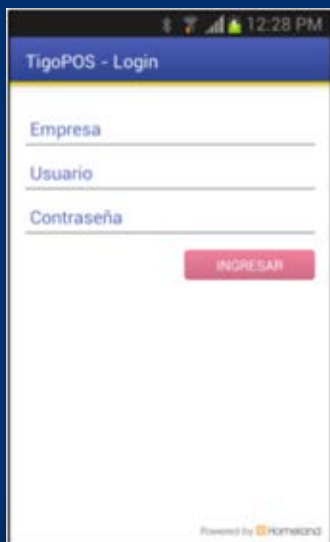 12:28 PM
TigoPOS - Login
Empresa
Usuario
Contraseña
INGRESAR
Powered by Homeland